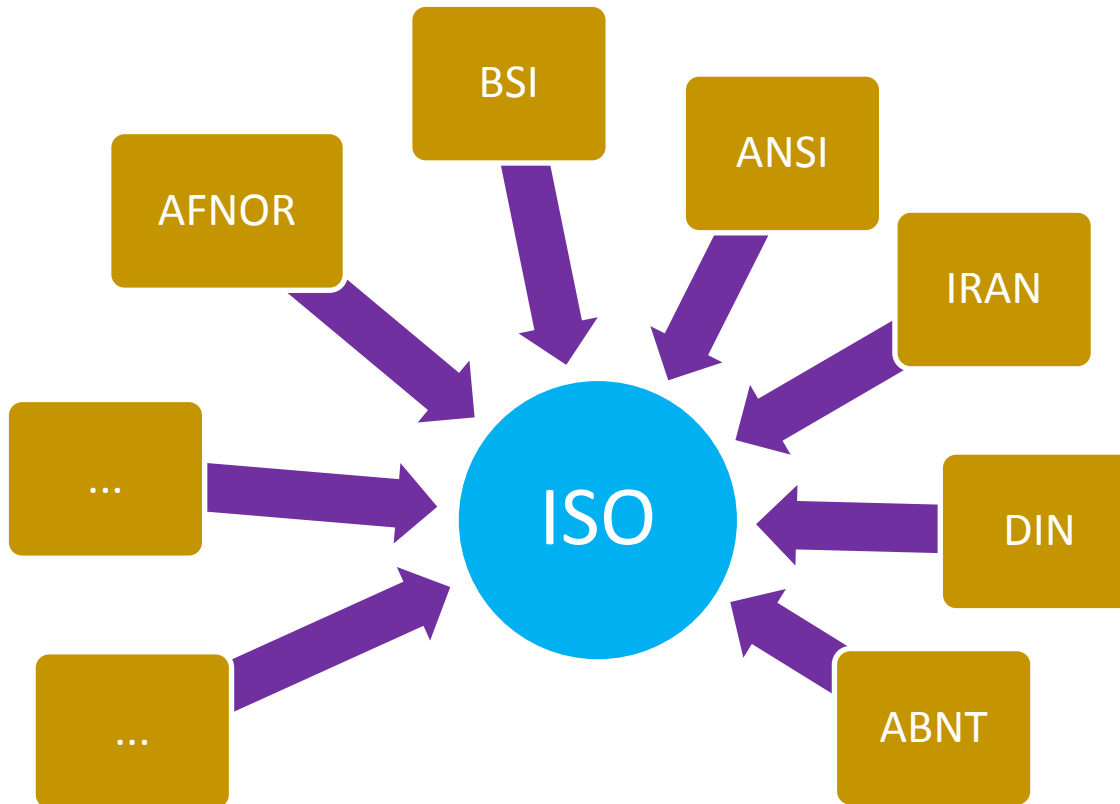 BSI
ANSI
AFNOR
IRAN
...
ISO
DIN
...
ABNT